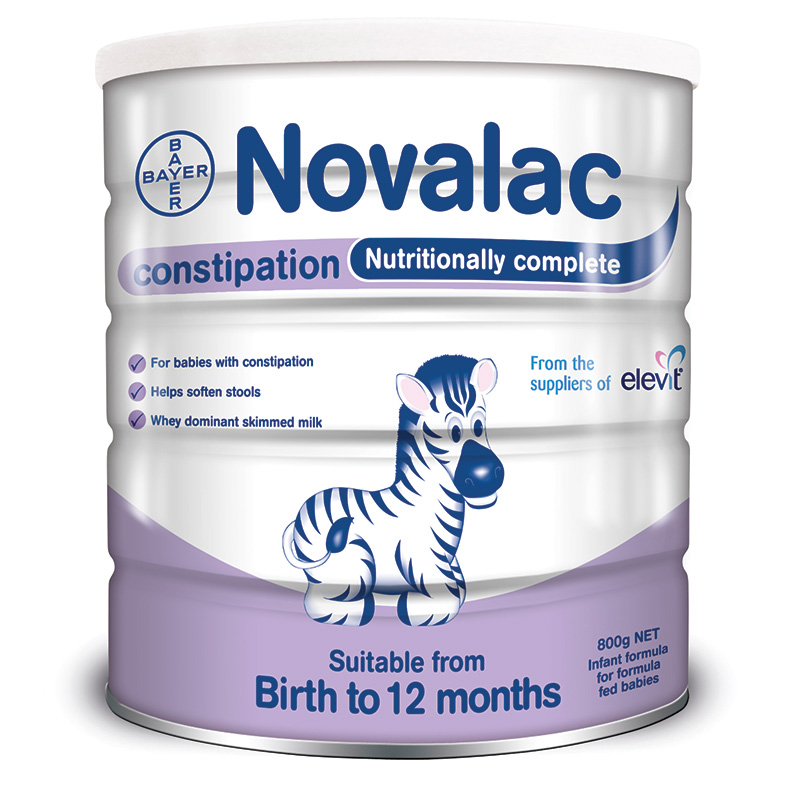 BAYER
BAYER
Novalac
constipation
Nutritionally complete
For babies with constipation
Helps soften stools
Whey dominant skimmed milk
From the
suppliers of elevit®
Suitable from
Birth to 12 months
800g NET
Infant formula
for formula
fed babies